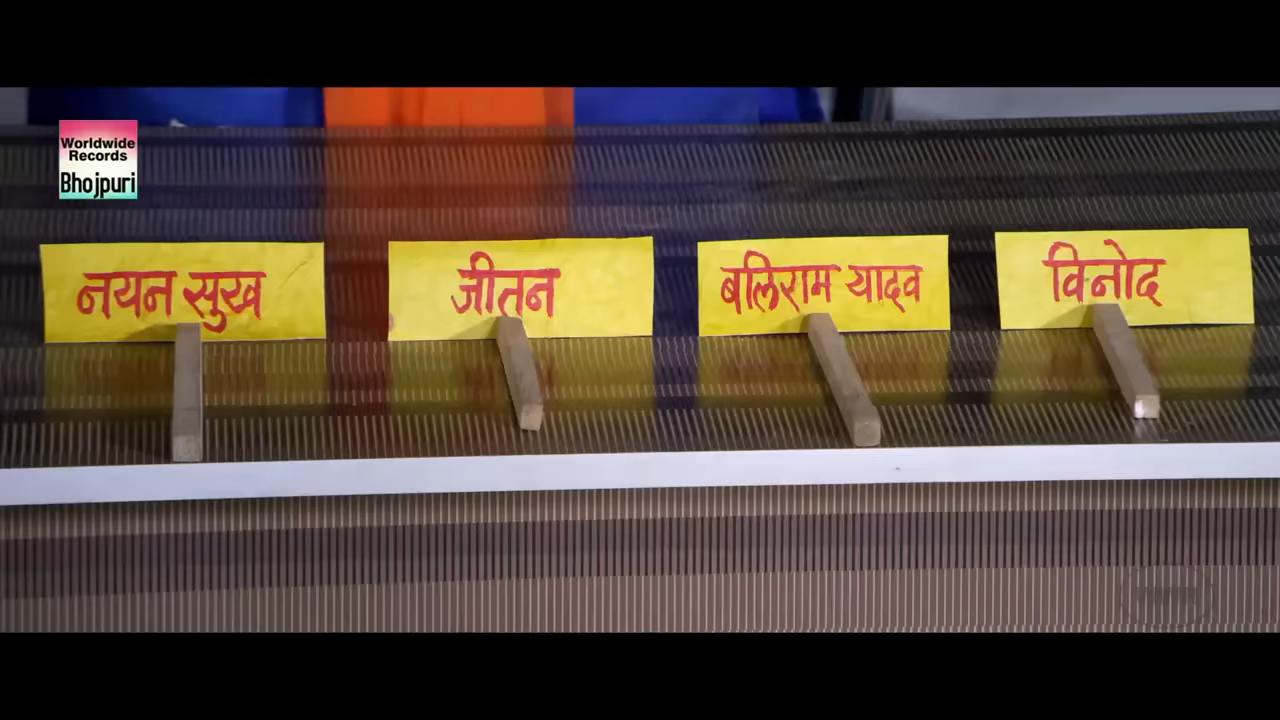 Worldwide
Records
Bhojpuri
नयन सुख
जीतन
बलिराम यादव
विनोद